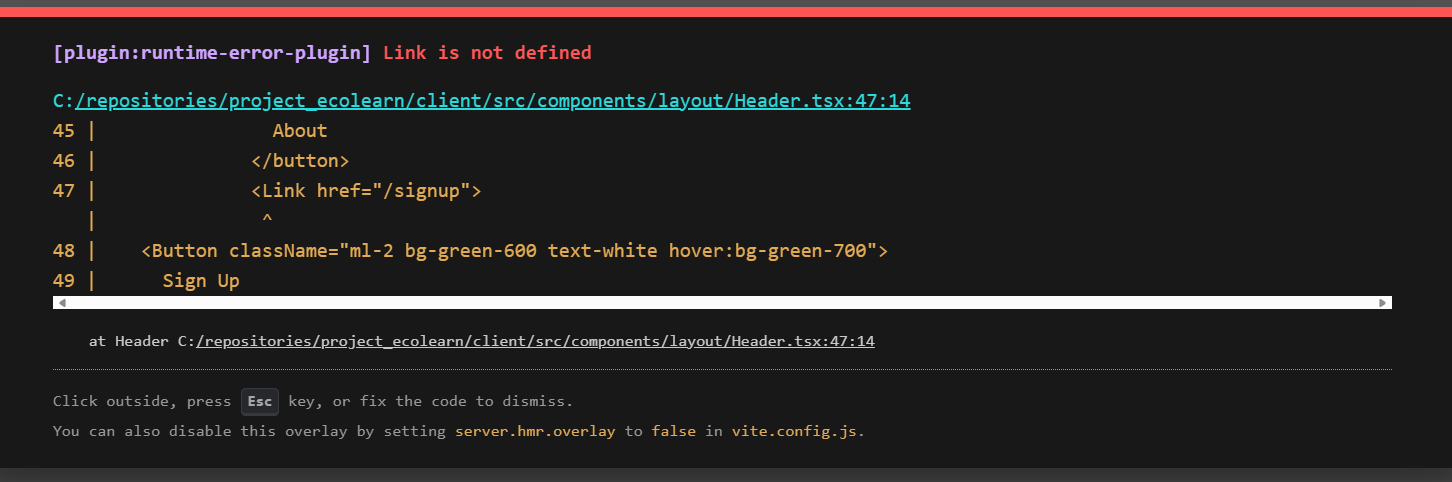 [plugin:runtime-error-plugin] Link is not defined
C:/repositories/project_ecolearn/client/src/components/layout/Header.tsx:47:14
45 |                About
46 |              </button>
47 |              <Link href="/signup">
   |               ^
48 |    <Button className="ml-2 bg-green-600 text-white hover:bg-green-700">
49 |      Sign Up
at Header C:/repositories/project_ecolearn/client/src/components/layout/Header.tsx:47:14
Click outside, press Esc key, or fix the code to dismiss.
You can also disable this overlay by setting server.hmr.overlay to false in vite.config.js.